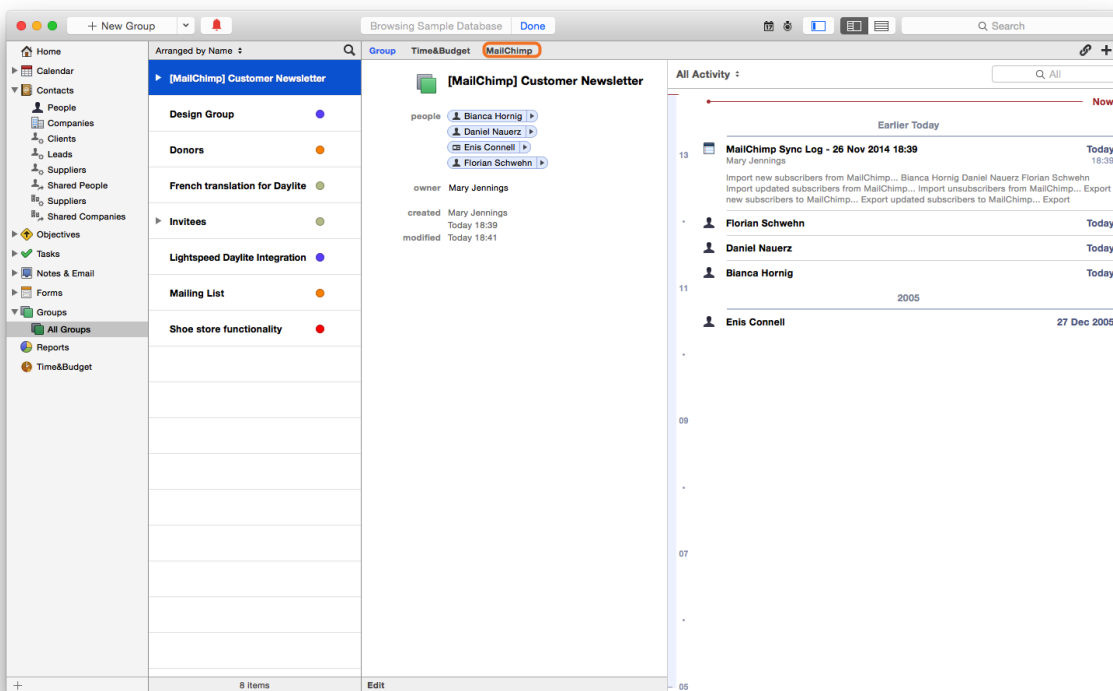 + New Group
Browsing Sample Database Done
Search
Home
Calendar
Contacts
People
Companies
Clients
Leads
Suppliers
Shared People
Suppliers
Shared Companies
Objectives
Tasks
Notes & Email
Forms
Groups
All Groups
Reports
Time&Budget
+
Arranged by Name
[MailChimp] Customer Newsletter
Design Group
Donors
French translation for Daylite
Invitees
Lightspeed Daylite Integration
Mailing List
Shoe store functionality
8 items
Group Time&Budget MailChimp
[MailChimp] Customer Newsletter
people Bianca Hornig
Daniel Nauerz
Enis Connell
Florian Schwehn
owner Mary Jennings
created Mary Jennings
Today 18:39
modified Today 18:41
Edit
All Activity
All
Now
Earlier Today
13
MailChimp Sync Log - 26 Nov 2014 18:39 Today
Mary Jennings 18:39
Import new subscribers from MailChimp... Bianca Hornig Daniel Nauerz Florian Schwehn
Import updated subscribers from MailChimp... Import unsubscribers from MailChimp... Export
new subscribers to MailChimp... Export updated subscribers to MailChimp... Export
Florian Schwehn Today
Daniel Nauerz Today
Bianca Hornig Today
11
2005
Enis Connell 27 Dec 2005
09
07
05